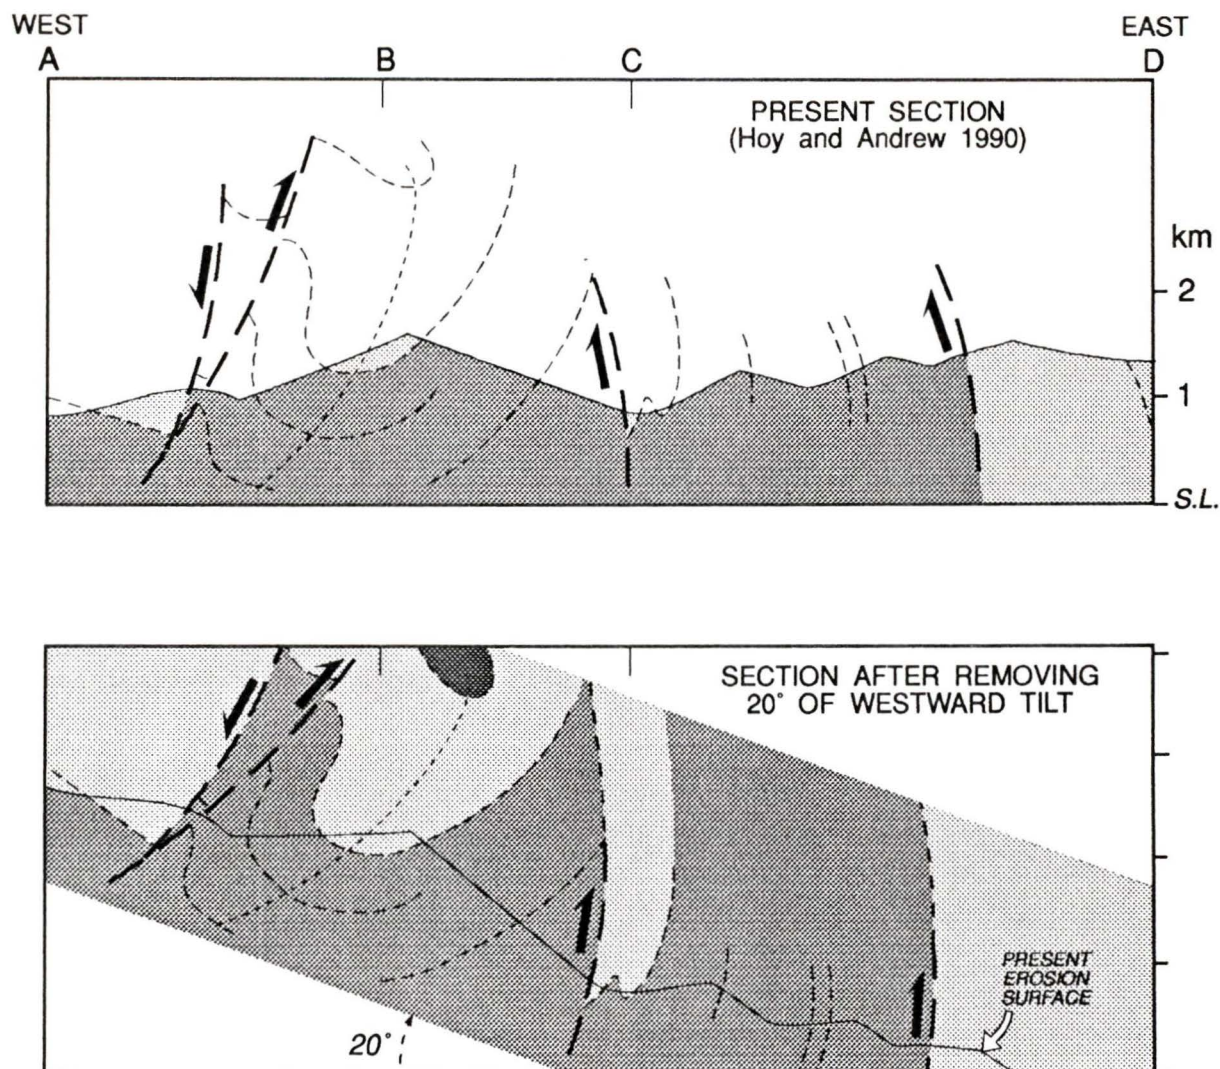 WEST
EAST
A
B
C
D
PRESENT SECTION
(Hoy and Andrew 1990)
km
2
1
S.L.
SECTION AFTER REMOVING
20° OF WESTWARD TILT
PRESENT
EROSION
SURFACE
20°